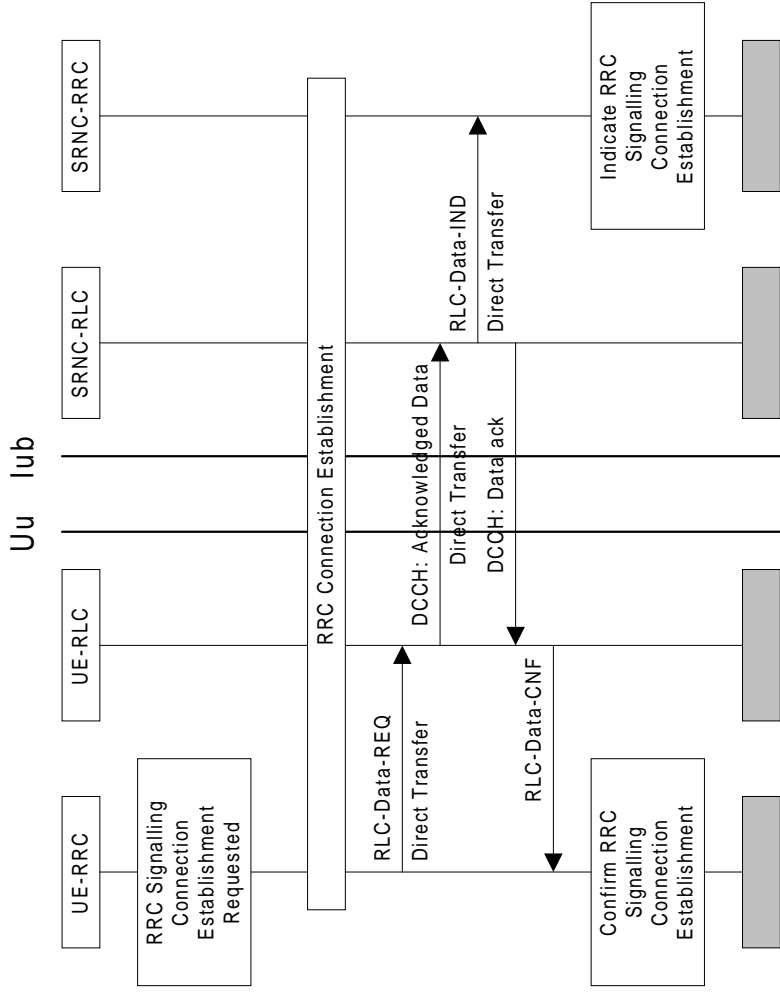 Uu
Iub
UE-RRC
UE-RLC
SRNC-RLC
SRNC-RRC
RRC Signalling
Connection
Establishment
Requested
RRC Connection Establishment
RLC-Data-REQ
Direct Transfer
DCCH: Acknowledged Data
Direct Transfer
RLC-Data-IND
Direct Transfer
DCCH: Data ack
RLC-Data-CNF
Confirm RRC
Signalling
Connection
Establishment
Indicate RRC
Signalling
Connection
Establishment